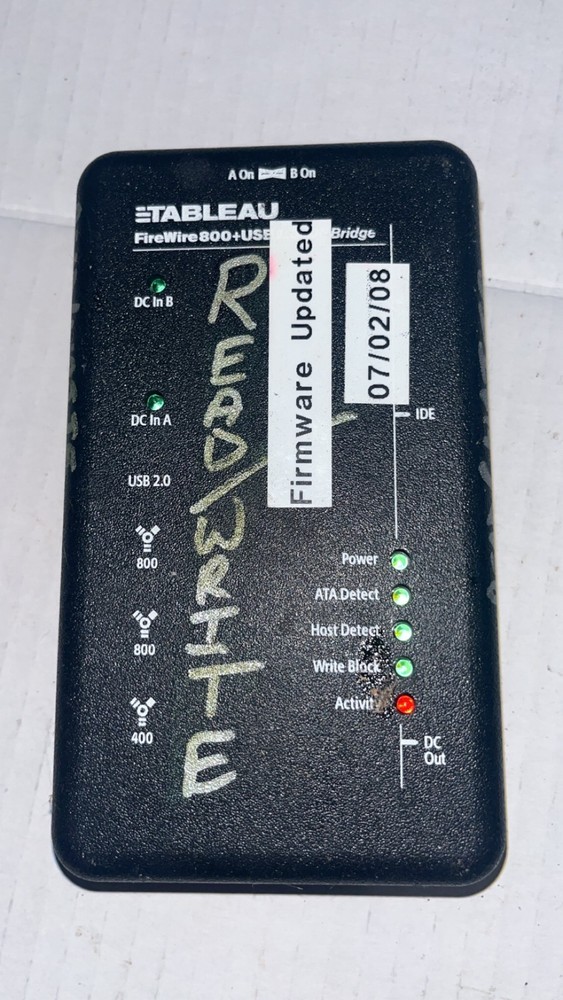 A On B On
TABLEAU
FireWire800+USB Bridge
DC In B
DC In A
USB 2.0
800
800
400
READ/WRITE
Firmware Updated
07/02/08
IDE
Power
ATA Detect
Host Detect
Write Block
Activity
DC
Out